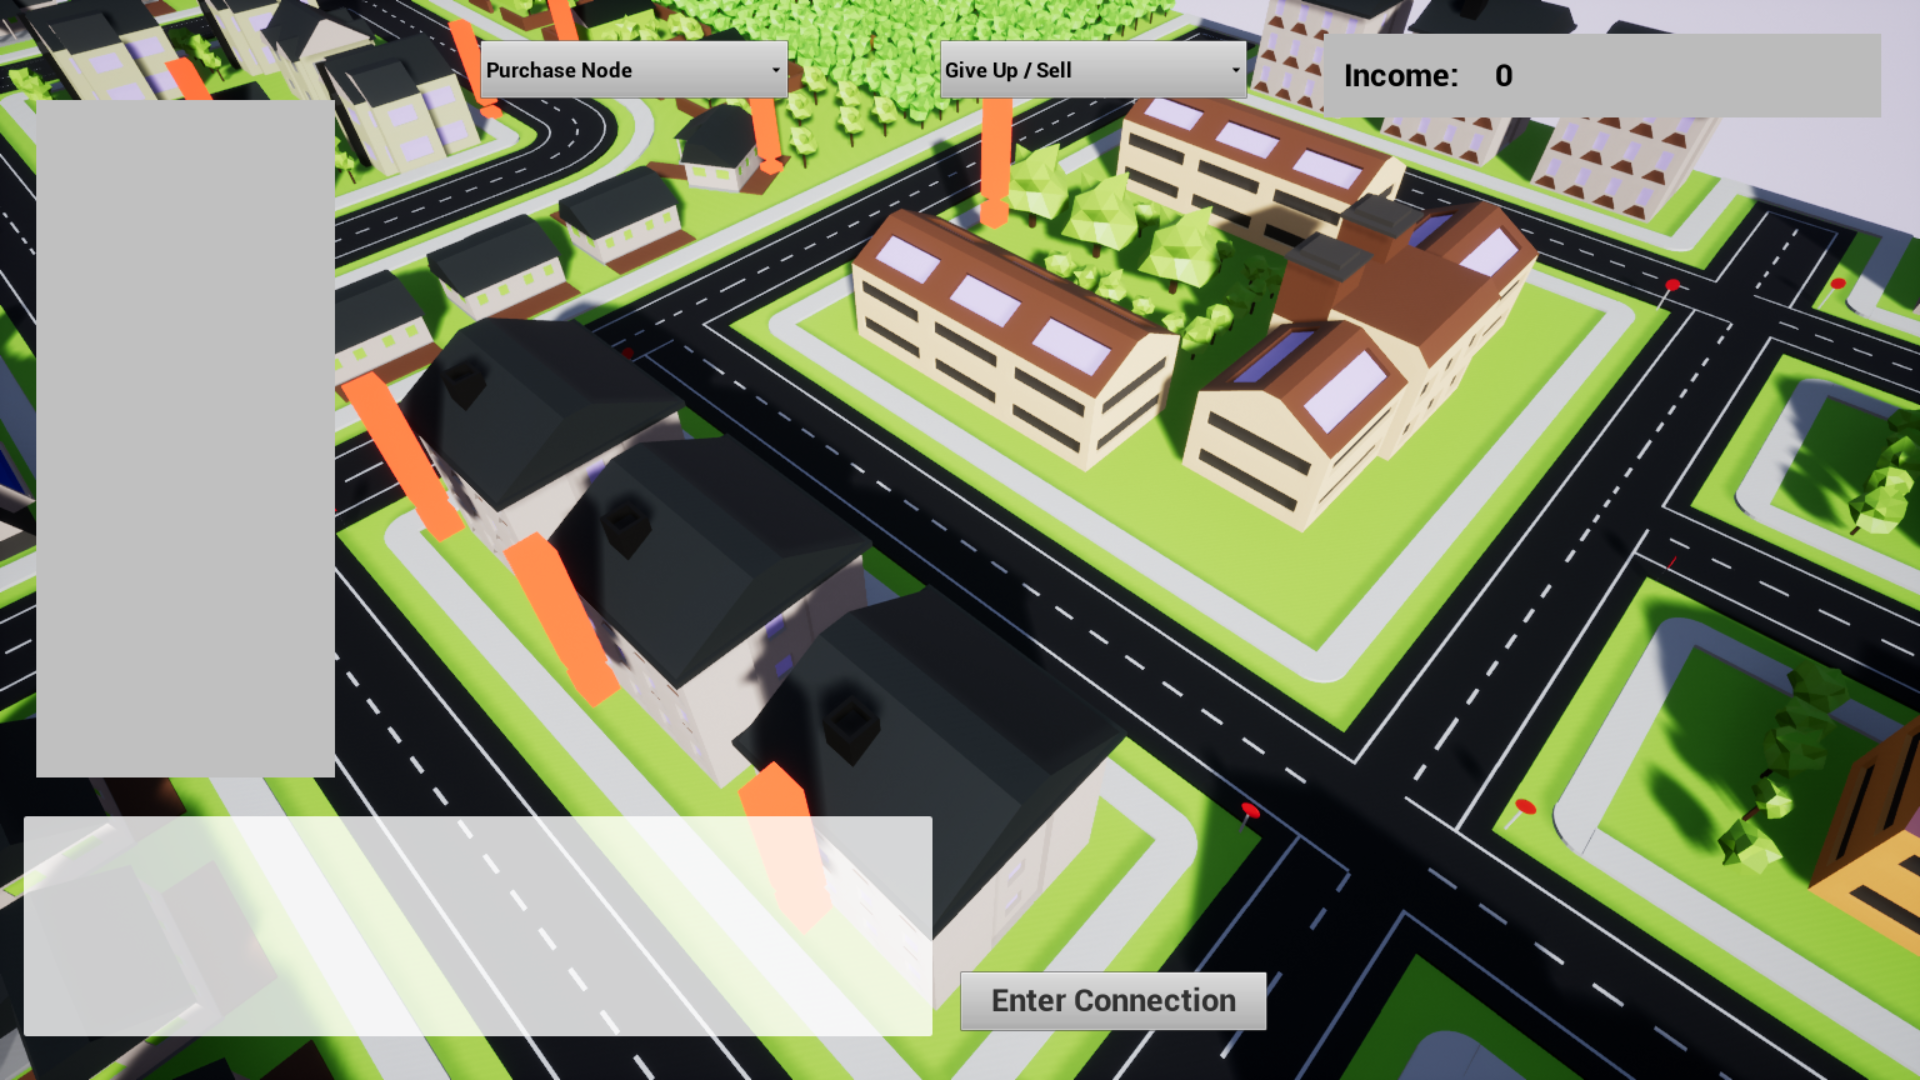 Purchase Node
Give Up / Sell
Income: 0
Enter Connection